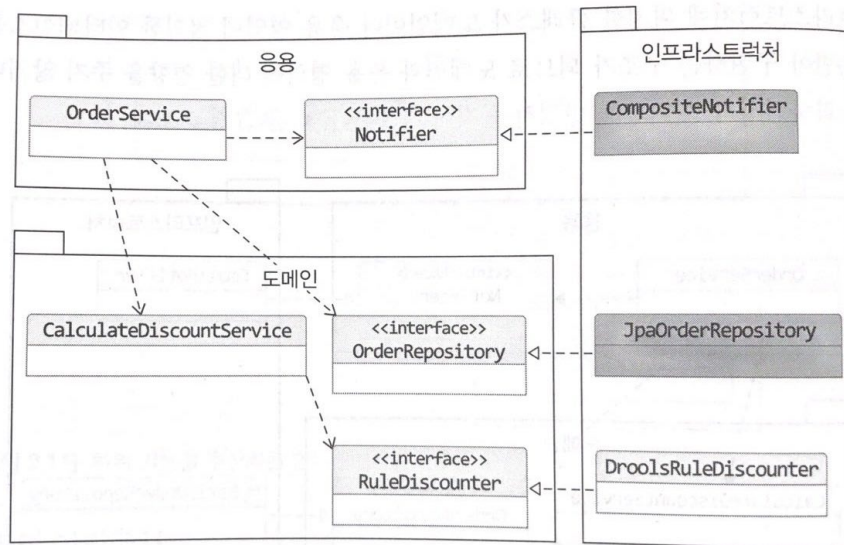 응용
인프라스트럭처
OrderService
<<interface>>
Notifier
CompositeNotifier
도메인
CalculateDiscountService
<<interface>>
OrderRepository
JpaOrderRepository
<<interface>>
RuleDiscounter
DroolsRuleDiscounter